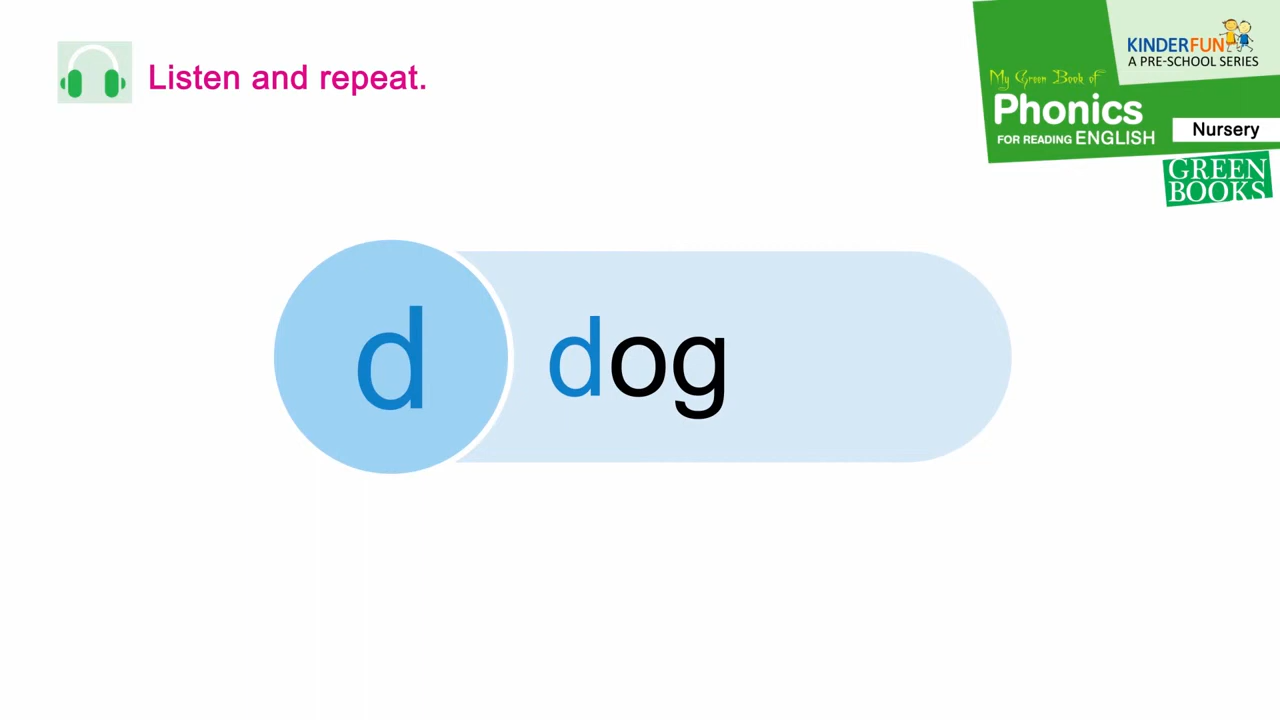 Listen and repeat.
KINDERFUN
A PRE-SCHOOL SERIES
My Green Book of
Phonics
FOR READING ENGLISH
Nursery
GREEN
BOOKS
d
dog